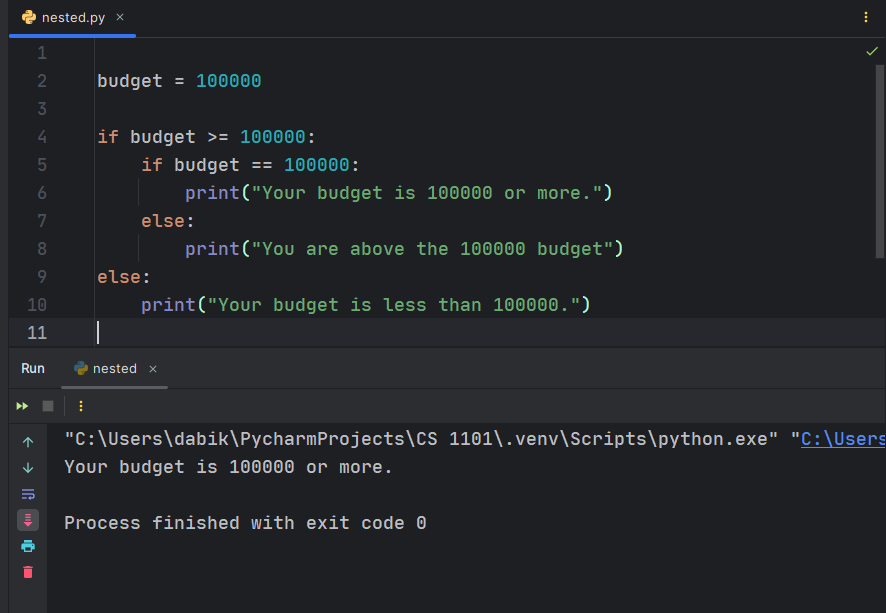 nested.py
1
2 budget = 100000
3
4 if budget >= 100000:
5 if budget == 100000:
6 print("Your budget is 100000 or more.")
7 else:
8 print("You are above the 100000 budget")
9 else:
10 print("Your budget is less than 100000.")
11
Run nested
"C:\Users\dabik\PycharmProjects\CS 1101\.venv\Scripts\python.exe" "C:\Users
Your budget is 100000 or more.
Process finished with exit code 0